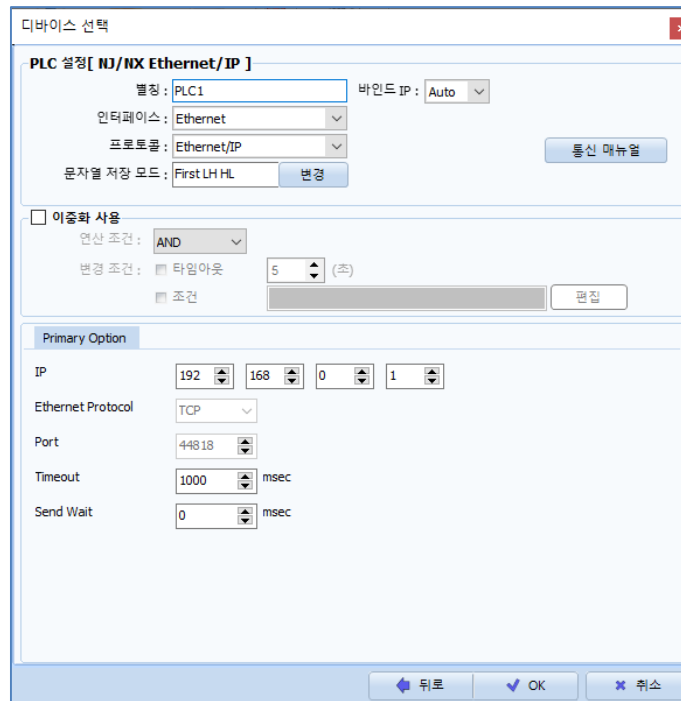 디바이스 선택
PLC 설정[ NJ/NX Ethernet/IP ]
별칭 : PLC1 바인드 IP : Auto
인터페이스 : Ethernet
프로토콜 : Ethernet/IP 통신 매뉴얼
문자열 저장 모드 : First LH HL 변경
이중화 사용
연산 조건 : AND
변경 조건 : 타임아웃 5 (초)
조건 편집
Primary Option
IP 192 168 0 1
Ethernet Protocol TCP
Port 44818
Timeout 1000 msec
Send Wait 0 msec
뒤로 OK 취소